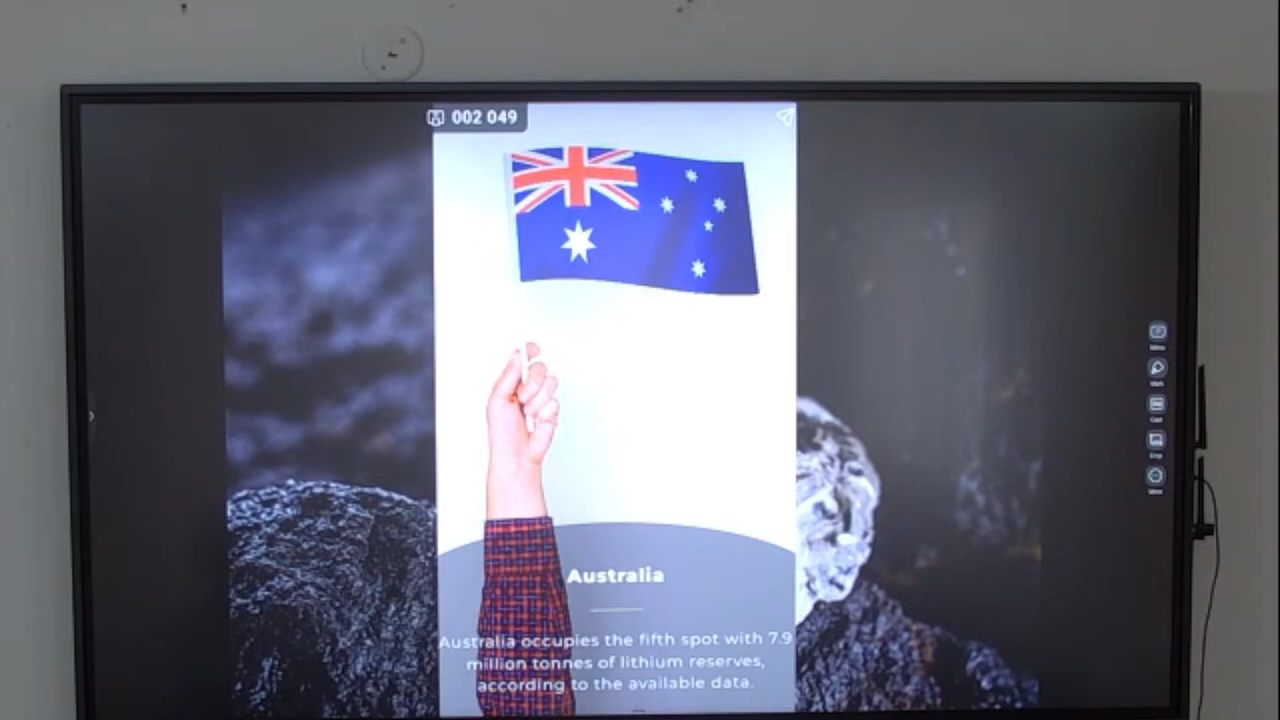 002 049
Australia
Australia occupies the fifth spot with 7.9
million tonnes of lithium reserves,
according to the available data.